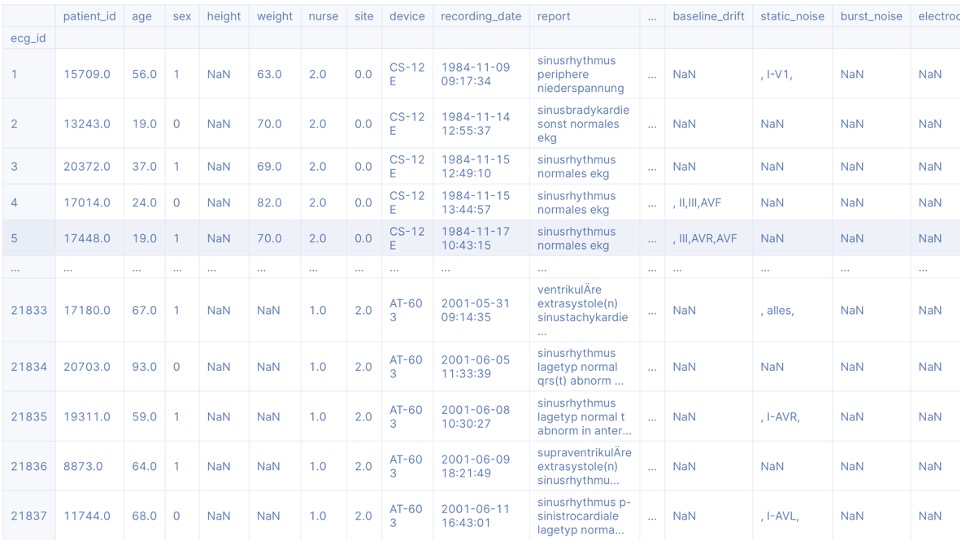 patient_id age sex height weight nurse site device recording_date report ... baseline_drift static_noise burst_noise electroc
ecg_id
1 15709.0 56.0 1 NaN 63.0 2.0 0.0 CS-12 E 1984-11-09 09:17:34 sinusrhythmus periphere niederspannung ... NaN , I-V1, NaN NaN
2 13243.0 19.0 0 NaN 70.0 2.0 0.0 CS-12 E 1984-11-14 12:55:37 sinusbradykardie sonst normales ekg ... NaN NaN NaN NaN
3 20372.0 37.0 1 NaN 69.0 2.0 0.0 CS-12 E 1984-11-15 12:49:10 sinusrhythmus normales ekg ... NaN NaN NaN NaN
4 17014.0 24.0 0 NaN 82.0 2.0 0.0 CS-12 E 1984-11-15 13:44:57 sinusrhythmus normales ekg ... , II,III,AVF NaN NaN NaN
5 17448.0 19.0 1 NaN 70.0 2.0 0.0 CS-12 E 1984-11-17 10:43:15 sinusrhythmus normales ekg ... , III,AVR,AVF NaN NaN NaN
... ... ... ... ... ... ... ... ... ... ... ... ... ... ... ...
21833 17180.0 67.0 1 NaN NaN 1.0 2.0 AT-60 3 2001-05-31 09:14:35 ventrikulÄre extrasystole(n) sinustachykardie ... ... NaN , alles, NaN NaN
21834 20703.0 93.0 0 NaN NaN 1.0 2.0 AT-60 3 2001-06-05 11:33:39 sinusrhythmus lagetyp normal qrs(t) abnorm ... ... NaN NaN NaN NaN
21835 19311.0 59.0 1 NaN NaN 1.0 2.0 AT-60 3 2001-06-08 10:30:27 sinusrhythmus lagetyp normal t abnorm in anter... ... NaN , I-AVR, NaN NaN
21836 8873.0 64.0 1 NaN NaN 1.0 2.0 AT-60 3 2001-06-09 18:21:49 supraventrikulÄre extrasystole(n) sinusrhythmu... ... NaN NaN NaN NaN
21837 11744.0 68.0 0 NaN NaN 1.0 2.0 AT-60 3 2001-06-11 16:43:01 sinusrhythmus p-sinistrocardiale lagetyp norma... ... NaN , I-AVL, NaN NaN